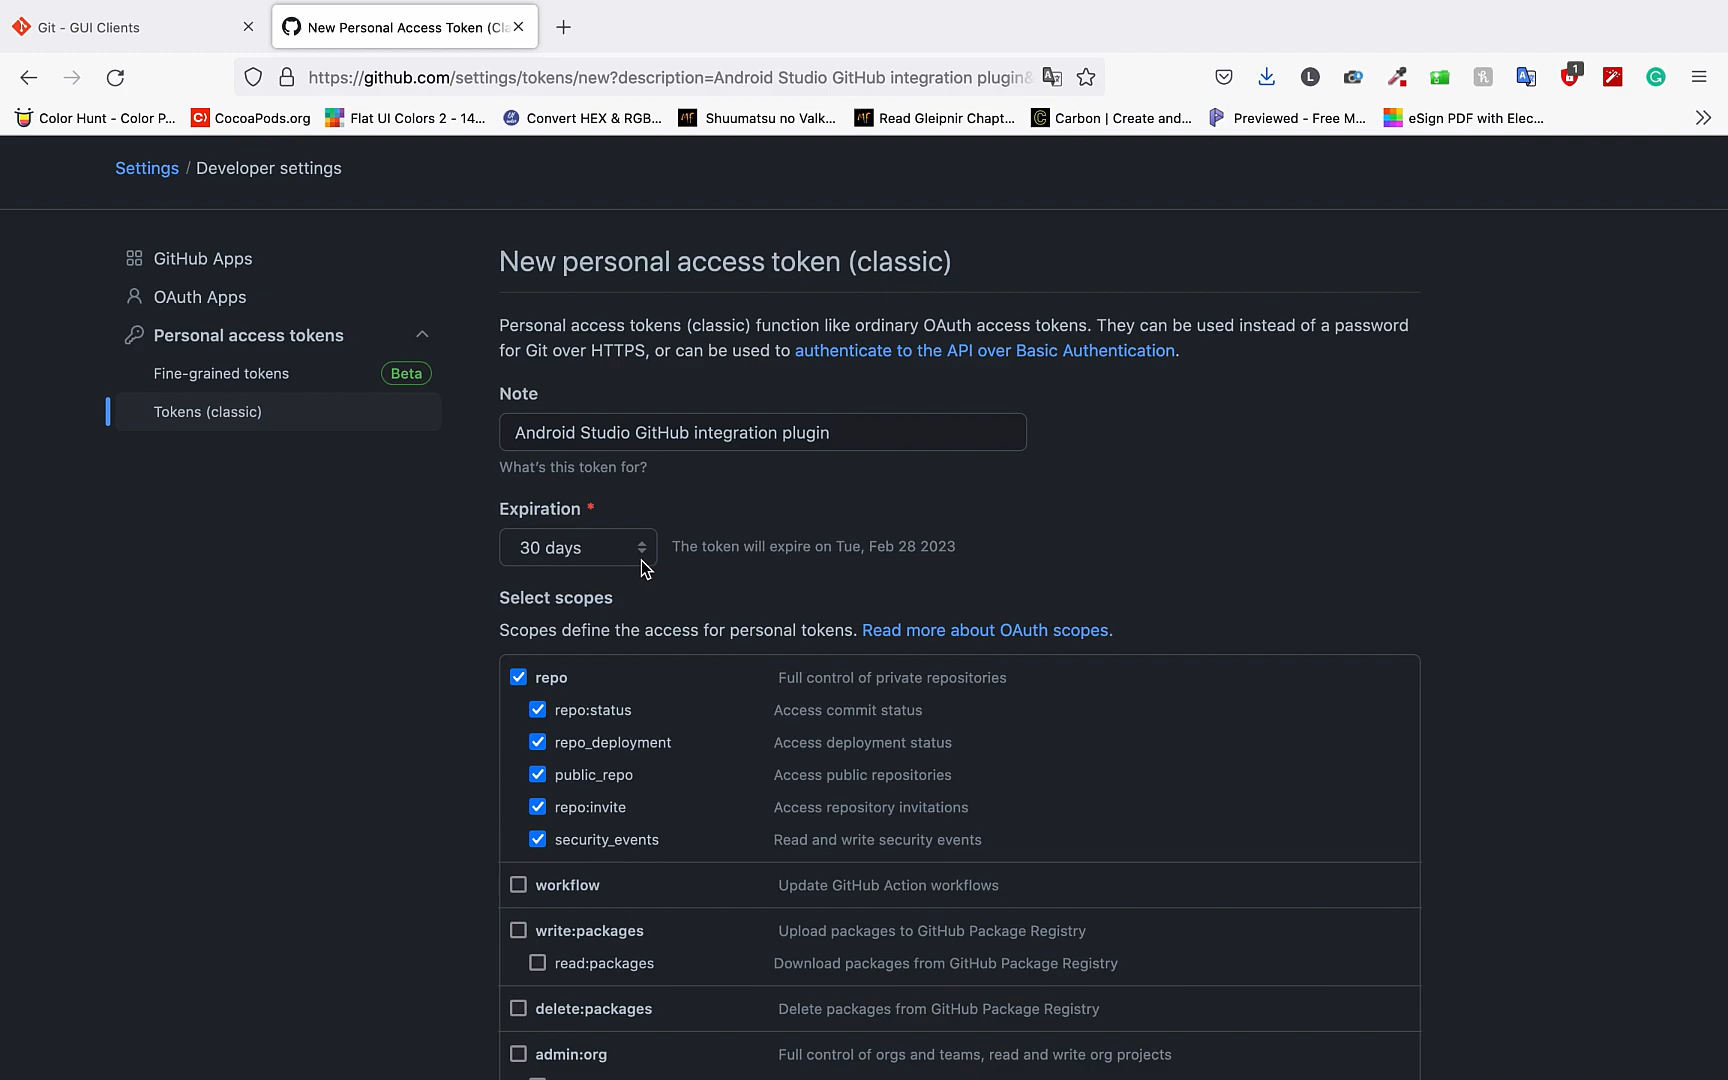 Git - GUI Clients
New Personal Access Token (Cla
https://github.com/settings/tokens/new?description=Android Studio GitHub integration plugin&
L
1
Color Hunt - Color P...
CocoaPods.org
Flat UI Colors 2 - 14...
Convert HEX & RGB...
Shuumatsu no Valk...
Read Gleipnir Chapt...
Carbon | Create and...
Previewed - Free M...
eSign PDF with Elec...
Settings / Developer settings
GitHub Apps
OAuth Apps
Personal access tokens
Fine-grained tokens Beta
Tokens (classic)
New personal access token (classic)
Personal access tokens (classic) function like ordinary OAuth access tokens. They can be used instead of a password
for Git over HTTPS, or can be used to authenticate to the API over Basic Authentication.
Note
Android Studio GitHub integration plugin
What's this token for?
Expiration *
30 days The token will expire on Tue, Feb 28 2023
Select scopes
Scopes define the access for personal tokens. Read more about OAuth scopes.
repo Full control of private repositories
repo:status Access commit status
repo_deployment Access deployment status
public_repo Access public repositories
repo:invite Access repository invitations
security_events Read and write security events
workflow Update GitHub Action workflows
write:packages Upload packages to GitHub Package Registry
read:packages Download packages from GitHub Package Registry
delete:packages Delete packages from GitHub Package Registry
admin:org Full control of orgs and teams, read and write org projects